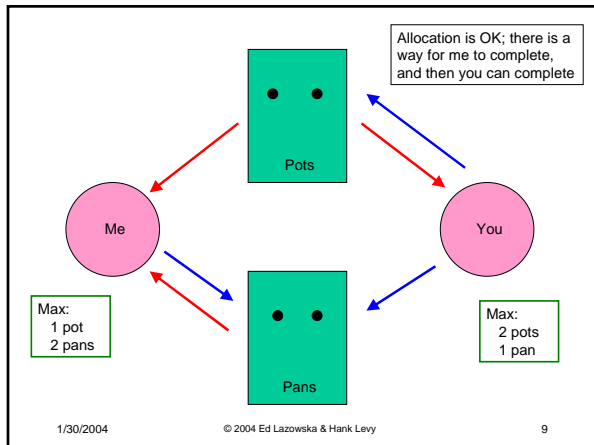 Allocation is OK; there is a
way for me to complete,
and then you can complete
Pots
Me
You
Max:
1 pot
2 pans
Max:
2 pots
1 pan
Pans
1/30/2004
© 2004 Ed Lazowska & Hank Levy
9